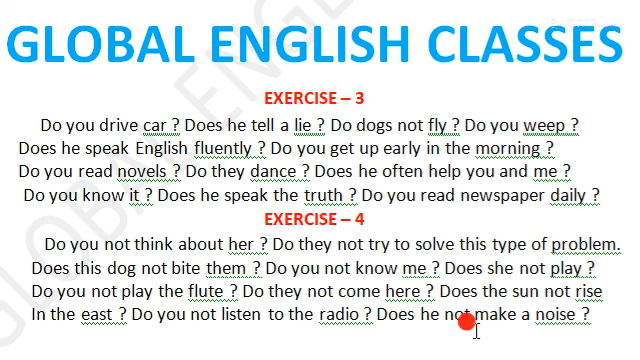 GLOBAL ENGLISH CLASSES
EXERCISE – 3
Do you drive car ? Does he tell a lie ? Do dogs not fly ? Do you weep ?
Does he speak English fluently ? Do you get up early in the morning ?
Do you read novels ? Do they dance ? Does he often help you and me ?
Do you know it ? Does he speak the truth ? Do you read newspaper daily ?
EXERCISE – 4
Do you not think about her ? Do they not try to solve this type of problem.
Does this dog not bite them ? Do you not know me ? Does she not play ?
Do you not play the flute ? Do they not come here ? Does the sun not rise
In the east ? Do you not listen to the radio ? Does he not make a noise ?